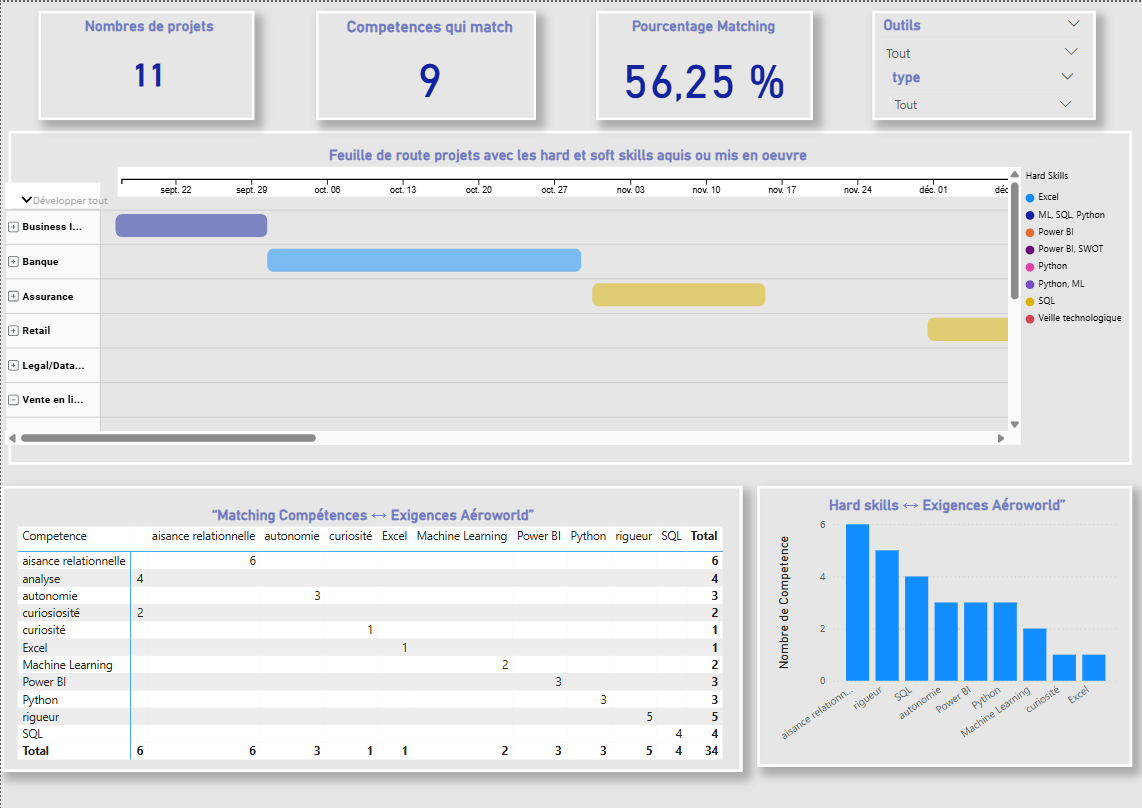 Nombres de projets
11
Competences qui match
9
Pourcentage Matching
56,25 %
Outils
Tout
type
Tout
Feuille de route projets avec les hard et soft skills aquis ou mis en oeuvre
sept. 22 sept. 29 oct. 06 oct. 13 oct. 20 oct. 27 nov. 03 nov. 10 nov. 17 nov. 24 déc. 01 déc
Développer tout
Business I...
Banque
Assurance
Retail
Legal/Data...
Vente en li...
Hard Skills
Excel
ML, SQL, Python
Power BI
Power BI, SWOT
Python
Python, ML
SQL
Veille technologique
“Matching Compétences ↔ Exigences Aéroworld”
Competence aisance relationnelle autonomie curiosité Excel Machine Learning Power BI Python rigueur SQL Total
aisance relationnelle 6 6
analyse 4 4
autonomie 3 3
curiosiosité 2 2
curiosité 1 1
Excel 1 1
Machine Learning 2 2
Power BI 3 3
Python 3 3
rigueur 5 5
SQL 4 4
Total 6 6 3 1 1 2 3 3 5 4 34
Hard skills ↔ Exigences Aéroworld”
Nombre de Competence
6
4
2
0
aisance relationn... rigueur SQL autonomie Power BI Python Machine Learning curiosité Excel